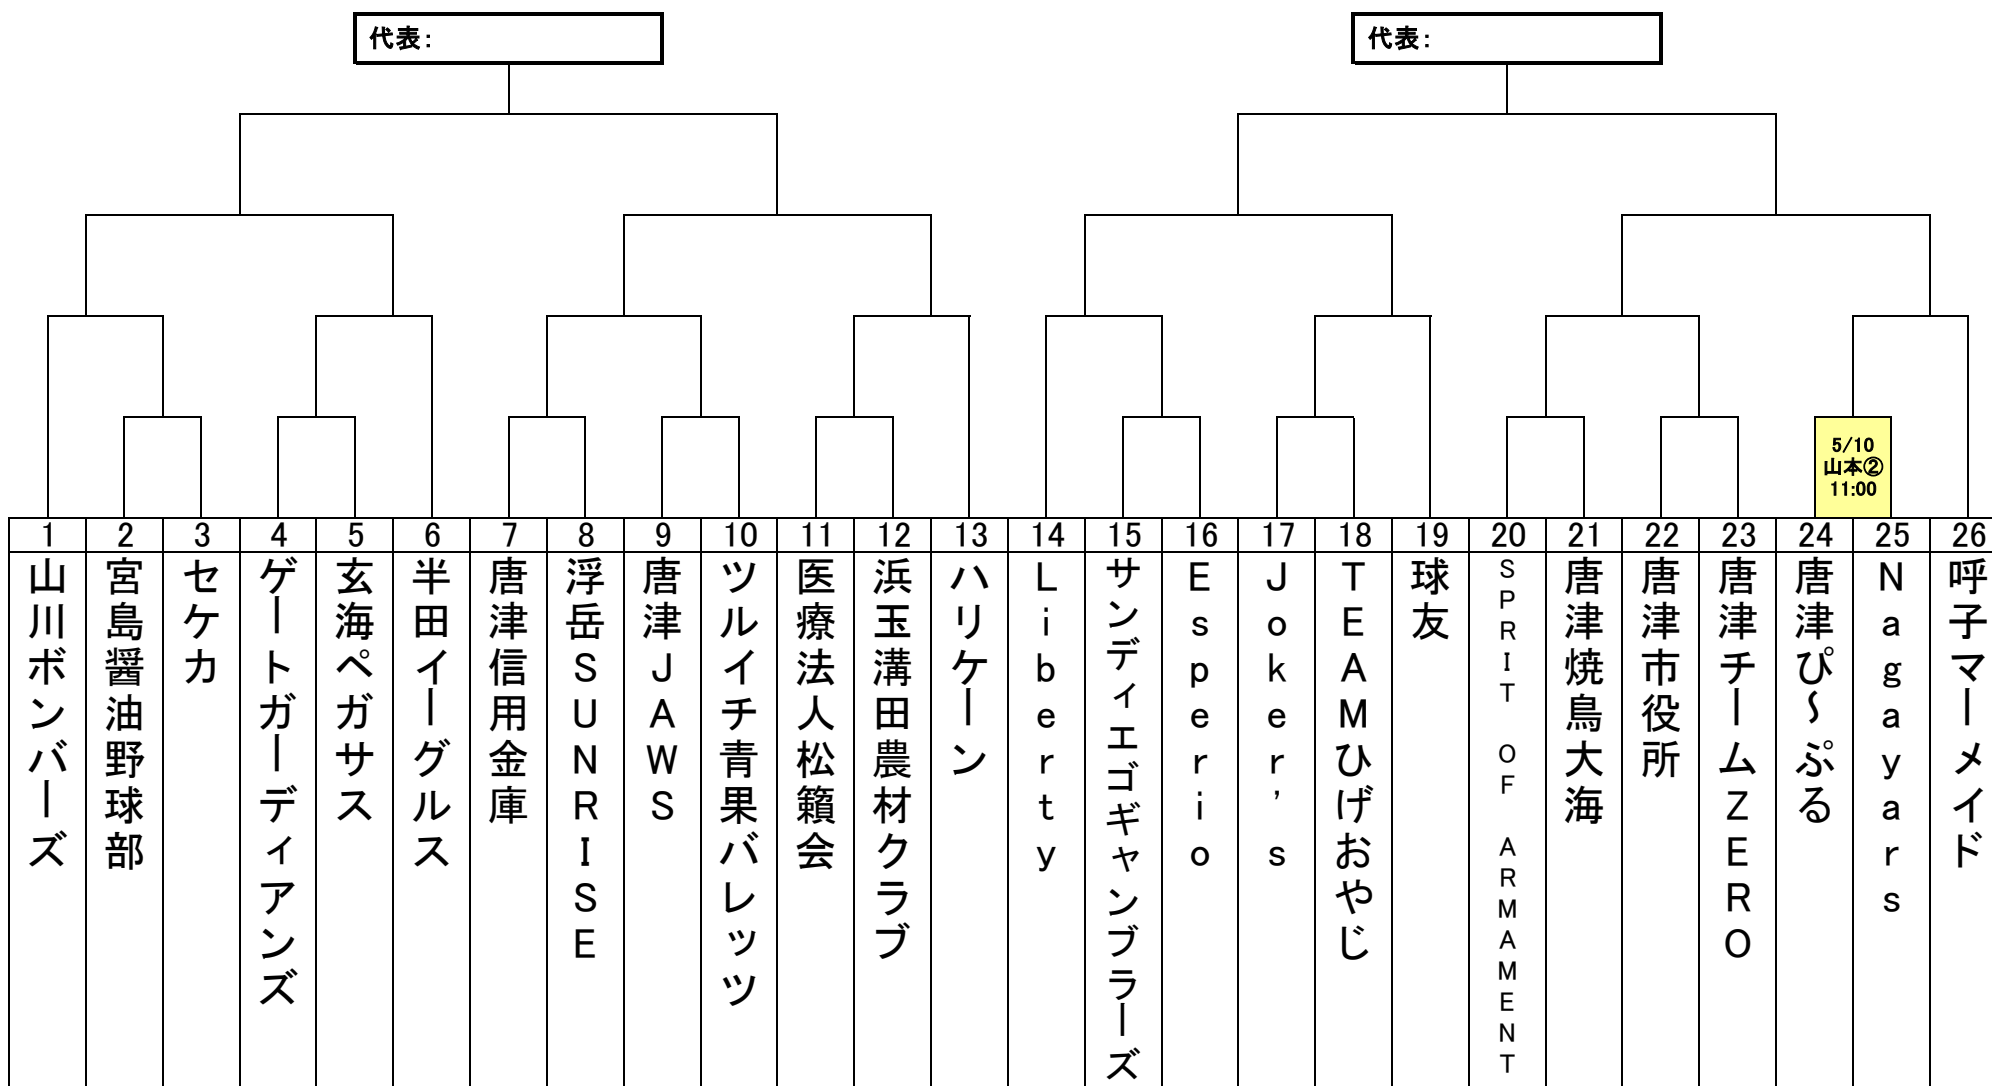 代表：
代表：
5/10
山本②
11:00
1
2
3
4
5
6
7
8
9
10
11
12
13
14
15
16
17
18
19
20
21
22
23
24
25
26
山川ボンバーズ
宮島醤油野球部
セケカ
ゲートガーディアンズ
玄海ペガサス
半田イーグルス
唐津信用金庫
浮岳SUNRISE
唐津JAWS
ツルイチ青果バレッツ
医療法人松籟会
浜玉溝田農材クラブ
ハリケーン
Liberty
サンディエゴギャンブラーズ
Esperio
Joker's
TEAMひげおやじ
球友
SPRIT OF ARMAMENT
唐津焼鳥大海
唐津市役所
唐津チームZERO
唐津ぴ～ぷる
Nagayars
呼子マーメイド